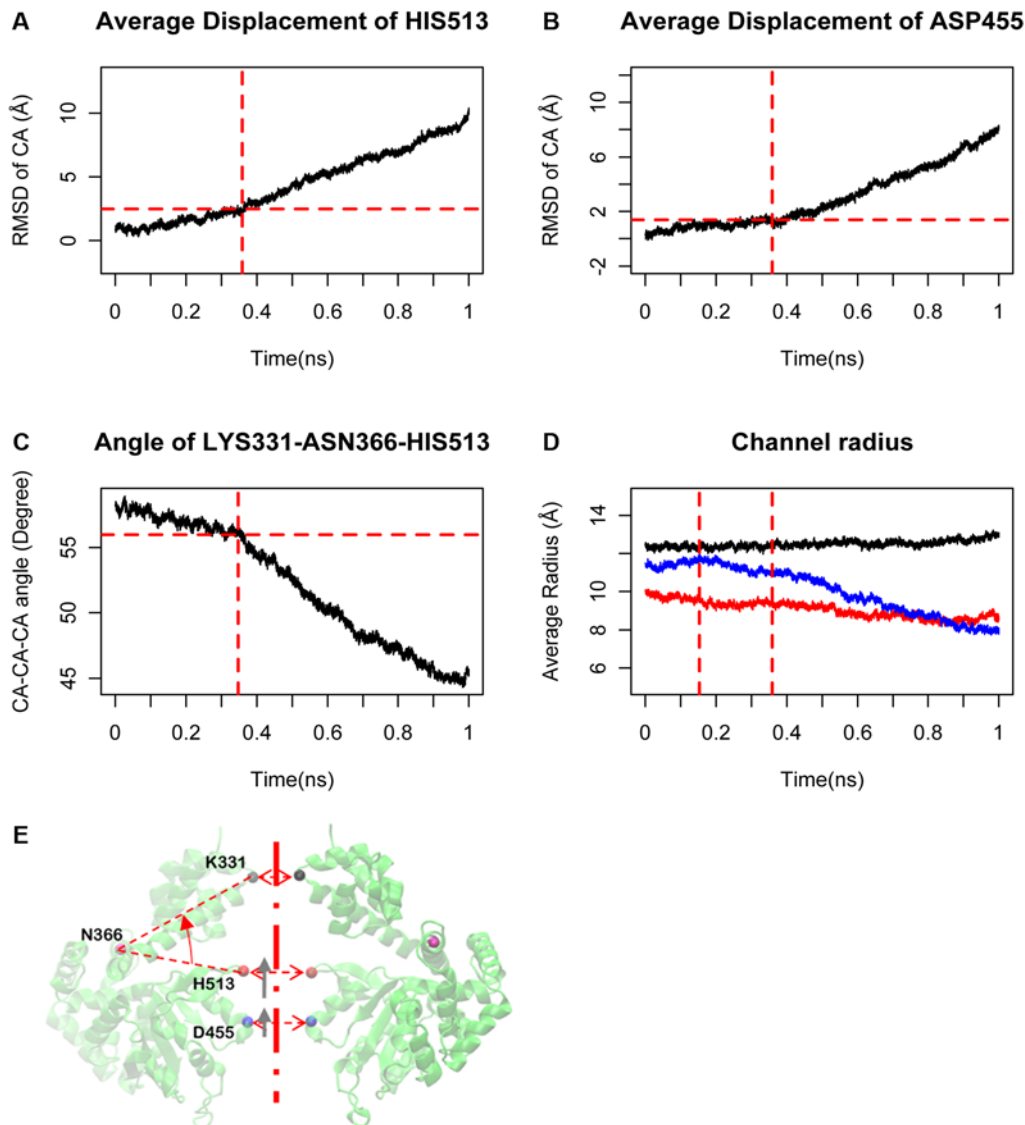 A Average Displacement of HIS513
RMSD of CA (Å)
10
5
0
0 0.2 0.4 0.6 0.8 1
Time(ns)
B Average Displacement of ASP455
RMSD of CA (Å)
10
6
2
-2
0 0.2 0.4 0.6 0.8 1
Time(ns)
C Angle of LYS331-ASN366-HIS513
CA-CA-CA angle (Degree)
55
50
45
0 0.2 0.4 0.6 0.8 1
Time(ns)
D Channel radius
Average Radius (Å)
14
10
8
6
0 0.2 0.4 0.6 0.8 1
Time(ns)
E
K331
N366
H513
D455